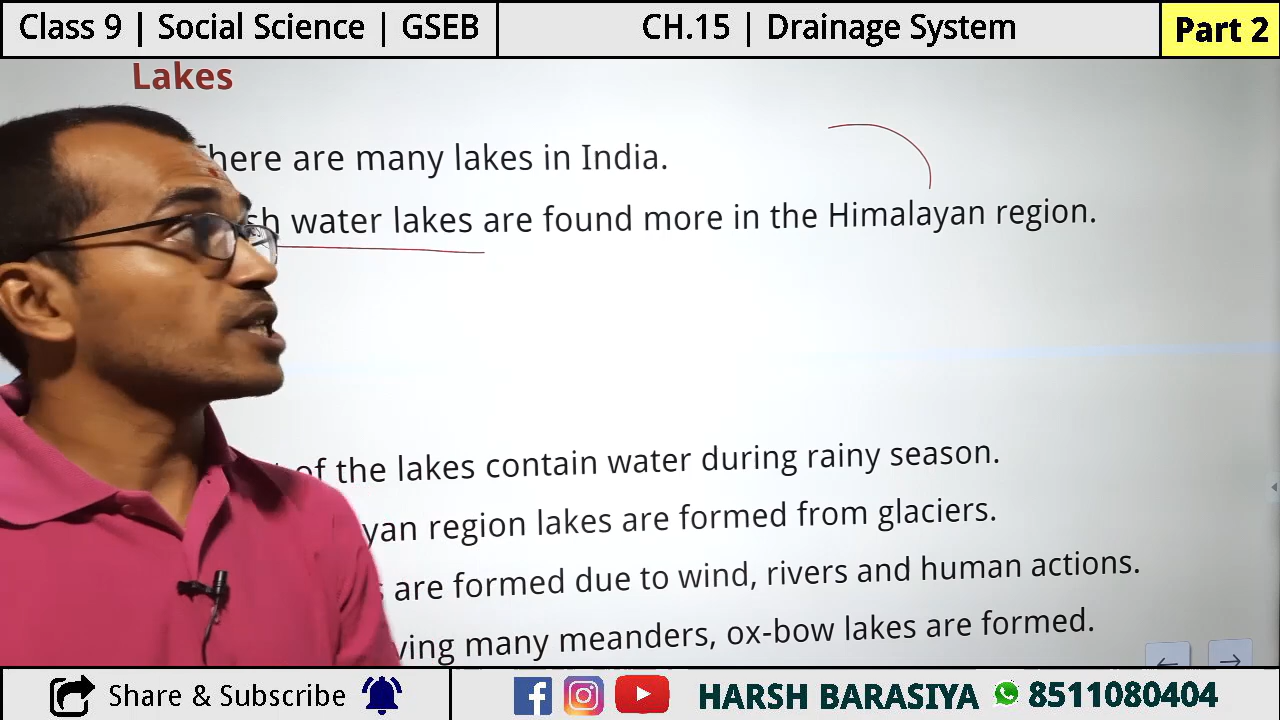 Class 9 | Social Science | GSEB
CH.15 | Drainage System
Part 2
Lakes
There are many lakes in India.
water lakes are found more in the Himalayan region.
of the lakes contain water during rainy season.
region lakes are formed from glaciers.
are formed due to wind, rivers and human actions.
many meanders, ox-bow lakes are formed.
Share & Subscribe
HARSH BARASIYA 8511080404